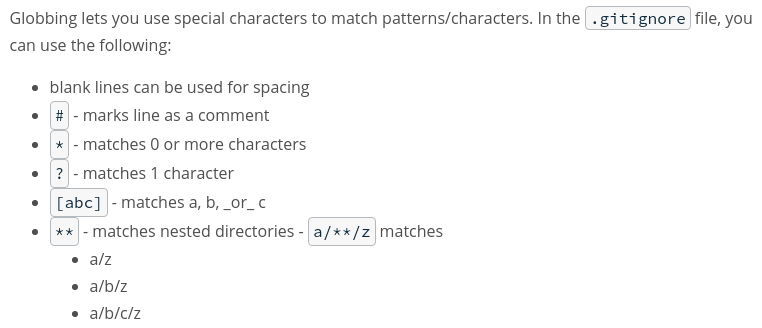 Globbing lets you use special characters to match patterns/characters. In the .gitignore file, you
can use the following:
• blank lines can be used for spacing
• # - marks line as a comment
• * - matches 0 or more characters
• ? - matches 1 character
• [abc] - matches a, b, _or_ c
• ** - matches nested directories - a/**/z matches
• a/z
• a/b/z
• a/b/c/z